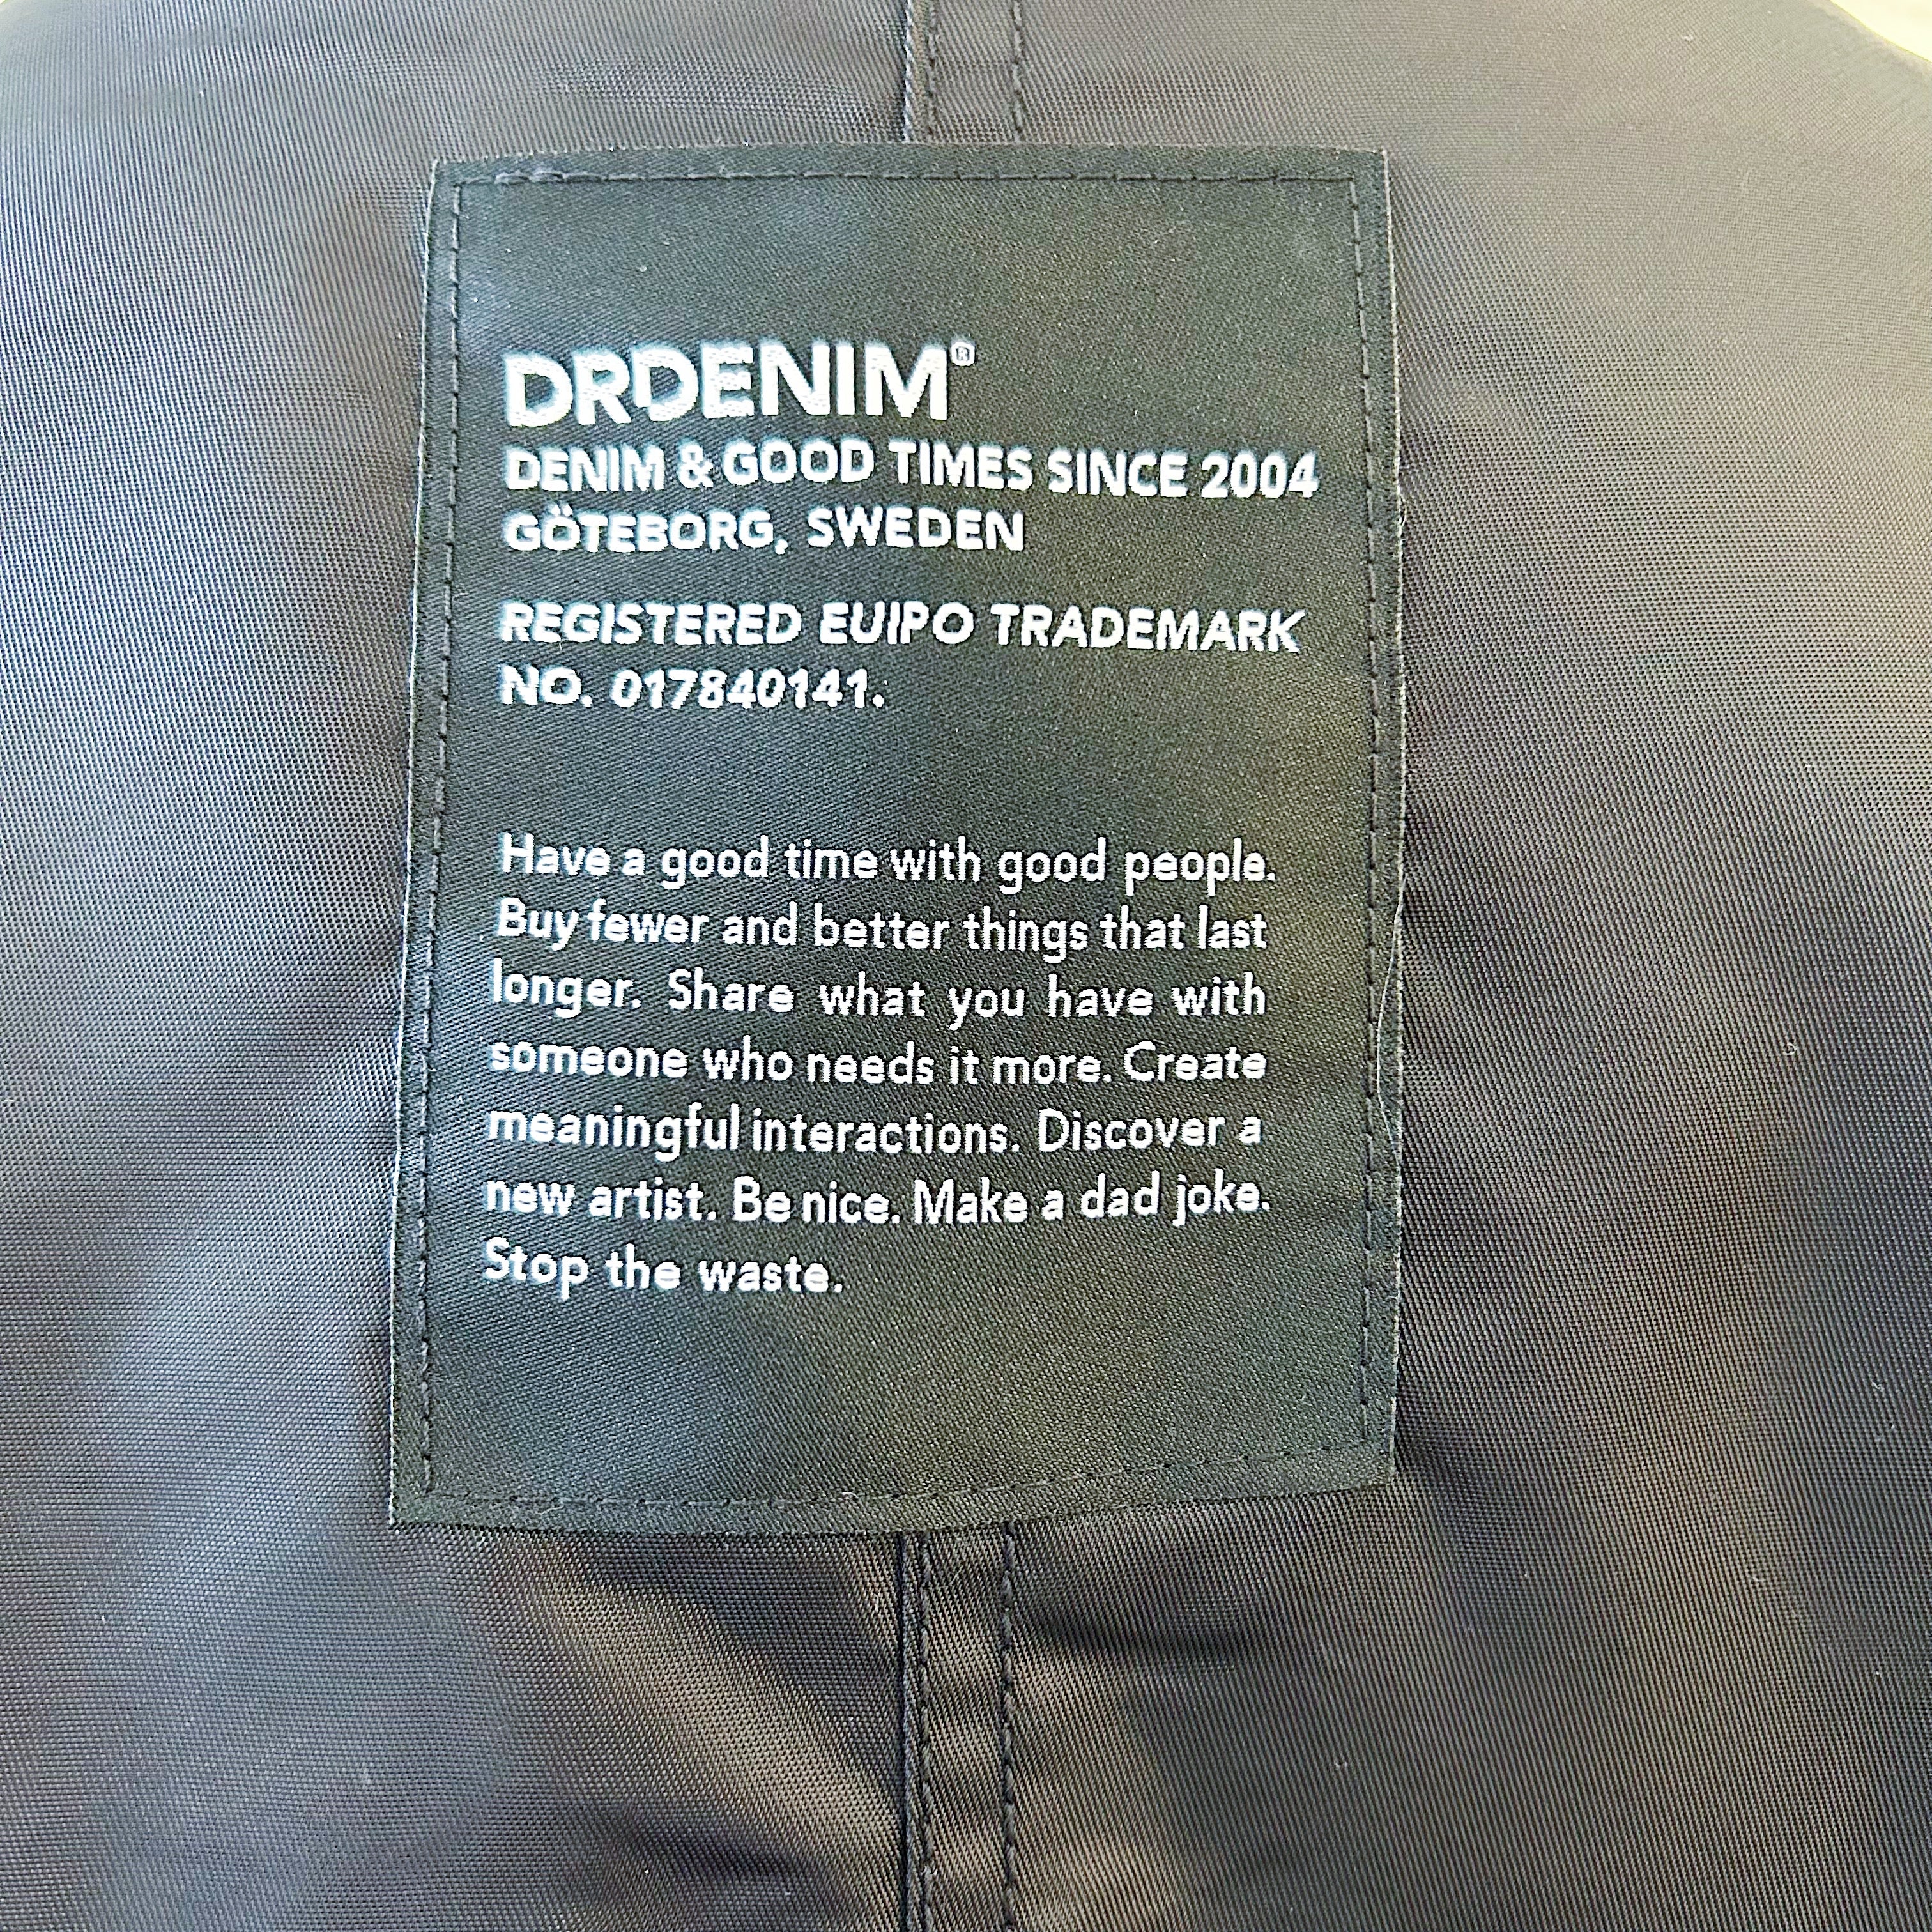 DRDENIM®
DENIM & GOOD TIMES SINCE 2004
GÖTEBORG, SWEDEN
REGISTERED EUIPO TRADEMARK
NO. 017840141.
Have a good time with good people.
Buy fewer and better things that last
longer. Share what you have with
someone who needs it more. Create
meaningful interactions. Discover a
new artist. Be nice. Make a dad joke.
Stop the waste.